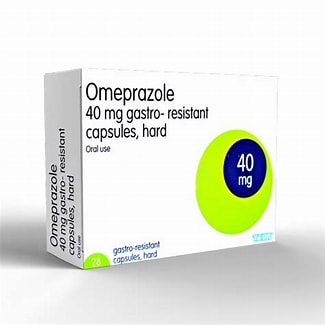 Omeprazole
40 mg gastro- resistant
capsules, hard
Oral use
40
mg
Omeprazole
40 mg gastro- resistant
capsules, hard
28
gastro-resistant
capsules, hard